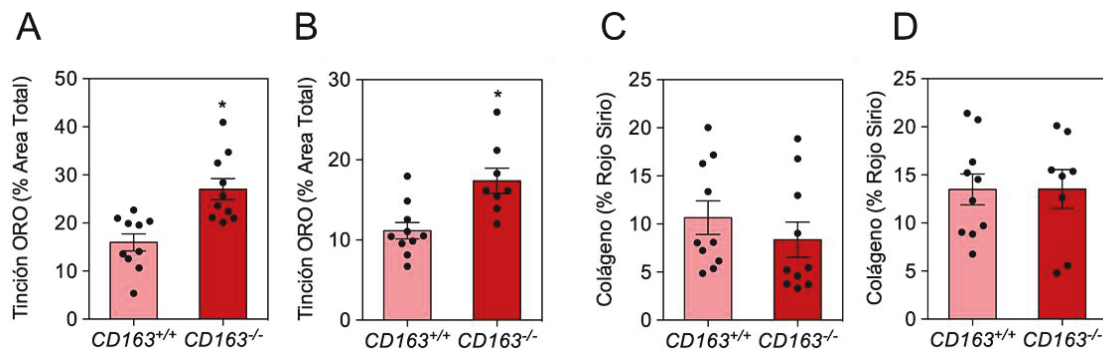 A
Tinción ORO (% Area Total)
50
40
30
20
10
0
*
CD163+/+ CD163-/-
B
Tinción ORO (% Area Total)
30
20
10
0
*
CD163+/+ CD163-/-
C
Colágeno (% Rojo Sirio)
25
20
15
10
5
0
CD163+/+ CD163-/-
D
Colágeno (% Rojo Sirio)
25
20
15
10
5
0
CD163+/+ CD163-/-